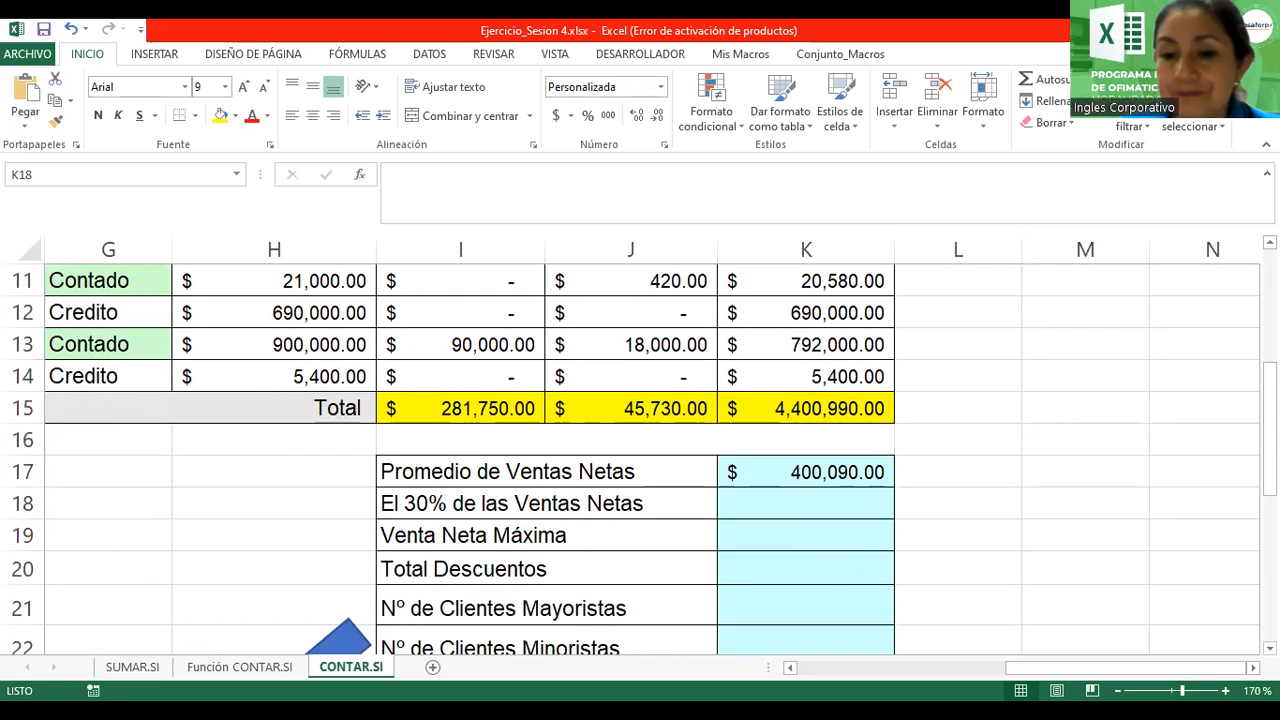 Ejercicio_Sesion 4.xlsx - Excel (Error de activación de productos)
ARCHIVO INICIO INSERTAR DISEÑO DE PÁGINA FÓRMULAS DATOS REVISAR VISTA DESARROLLADOR Mis Macros Conjunto_Macros
PROGRAMA
DE OFIMÁTIC
Ingles Corporativo
Pegar
Arial 9
N K S
Ajustar texto
Combinar y centrar
Personalizada
$ % 000
Formato condicional
Dar formato como tabla
Estilos de celda
Insertar Eliminar Formato
Autosu
Rellena
Borrar
filtrar seleccionar
Portapapeles Fuente Alineación Número Estilos Celdas Modificar
K18 fx
G H I J K L M N
11 Contado $ 21,000.00 $ - $ 420.00 $ 20,580.00
12 Credito $ 690,000.00 $ - $ - $ 690,000.00
13 Contado $ 900,000.00 $ 90,000.00 $ 18,000.00 $ 792,000.00
14 Credito $ 5,400.00 $ - $ - $ 5,400.00
15 Total $ 281,750.00 $ 45,730.00 $ 4,400,990.00
16
17 Promedio de Ventas Netas $ 400,090.00
18 El 30% de las Ventas Netas
19 Venta Neta Máxima
20 Total Descuentos
21 Nº de Clientes Mayoristas
22 Nº de Clientes Minoristas
SUMAR.SI Función CONTAR.SI CONTAR.SI
LISTO 170 %